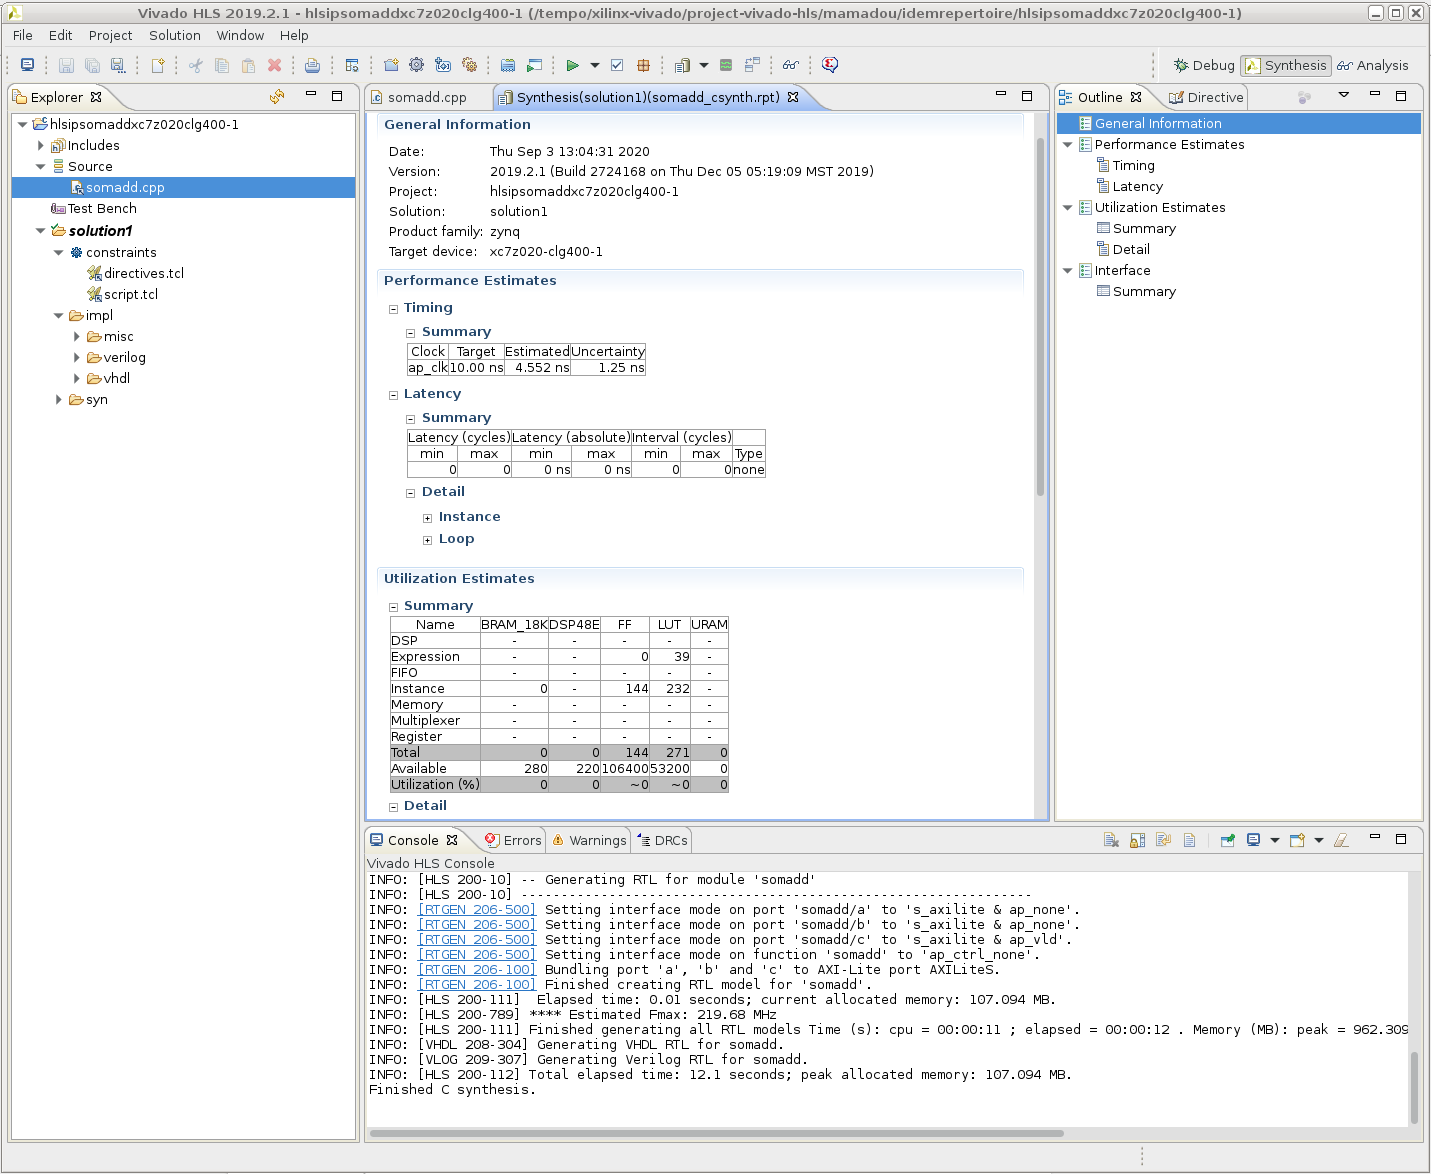 Vivado HLS 2019.2.1 - hlsipsomaddxc7z020clg400-1 (/tempo/xilinx-vivado/project-vivado-hls/mamadou/idemrepertoire/hlsipsomaddxc7z020clg400-1)
File Edit Project Solution Window Help
Debug Synthesis Analysis
Explorer
hlsipsomaddxc7z020clg400-1
Includes
Source
somadd.cpp
Test Bench
solution1
constraints
directives.tcl
script.tcl
impl
misc
verilog
vhdl
syn
somadd.cpp Synthesis(solution1)(somadd_csynth.rpt)
General Information
Date: Thu Sep 3 13:04:31 2020
Version: 2019.2.1 (Build 2724168 on Thu Dec 05 05:19:09 MST 2019)
Project: hlsipsomaddxc7z020clg400-1
Solution: solution1
Product family: zynq
Target device: xc7z020-clg400-1
Performance Estimates
Timing
Summary
Clock Target Estimated Uncertainty
ap_clk 10.00 ns 4.552 ns 1.25 ns
Latency
Summary
Latency (cycles) Latency (absolute) Interval (cycles)
min max min max min max Type
0 0 0 ns 0 ns 0 0 none
Detail
Instance
Loop
Utilization Estimates
Summary
Name BRAM_18K DSP48E FF LUT URAM
DSP - - - - -
Expression - - 0 39 -
FIFO - - - - -
Instance 0 - 144 232 -
Memory - - - - -
Multiplexer - - - - -
Register - - - - -
Total 0 0 144 271 0
Available 280 220 106400 53200 0
Utilization (%) 0 0 ~0 ~0 0
Detail
Outline Directive
General Information
Performance Estimates
Timing
Latency
Utilization Estimates
Summary
Detail
Interface
Summary
Console Errors Warnings DRCs
Vivado HLS Console
INFO: [HLS 200-10] -- Generating RTL for module 'somadd'
INFO: [HLS 200-10] ----------------------------------------------------------------
INFO: [RTGEN 206-500] Setting interface mode on port 'somadd/a' to 's_axilite & ap_none'.
INFO: [RTGEN 206-500] Setting interface mode on port 'somadd/b' to 's_axilite & ap_none'.
INFO: [RTGEN 206-500] Setting interface mode on port 'somadd/c' to 's_axilite & ap_vld'.
INFO: [RTGEN 206-500] Setting interface mode on function 'somadd' to 'ap_ctrl_none'.
INFO: [RTGEN 206-100] Bundling port 'a', 'b' and 'c' to AXI-Lite port AXILiteS.
INFO: [RTGEN 206-100] Finished creating RTL model for 'somadd'.
INFO: [HLS 200-111]  Elapsed time: 0.01 seconds; current allocated memory: 107.094 MB.
INFO: [HLS 200-789] **** Estimated Fmax: 219.68 MHz
INFO: [HLS 200-111] Finished generating all RTL models Time (s): cpu = 00:00:11 ; elapsed = 00:00:12 . Memory (MB): peak = 962.309
INFO: [VHDL 208-304] Generating VHDL RTL for somadd.
INFO: [VLOG 209-307] Generating Verilog RTL for somadd.
INFO: [HLS 200-112] Total elapsed time: 12.1 seconds; peak allocated memory: 107.094 MB.
Finished C synthesis.